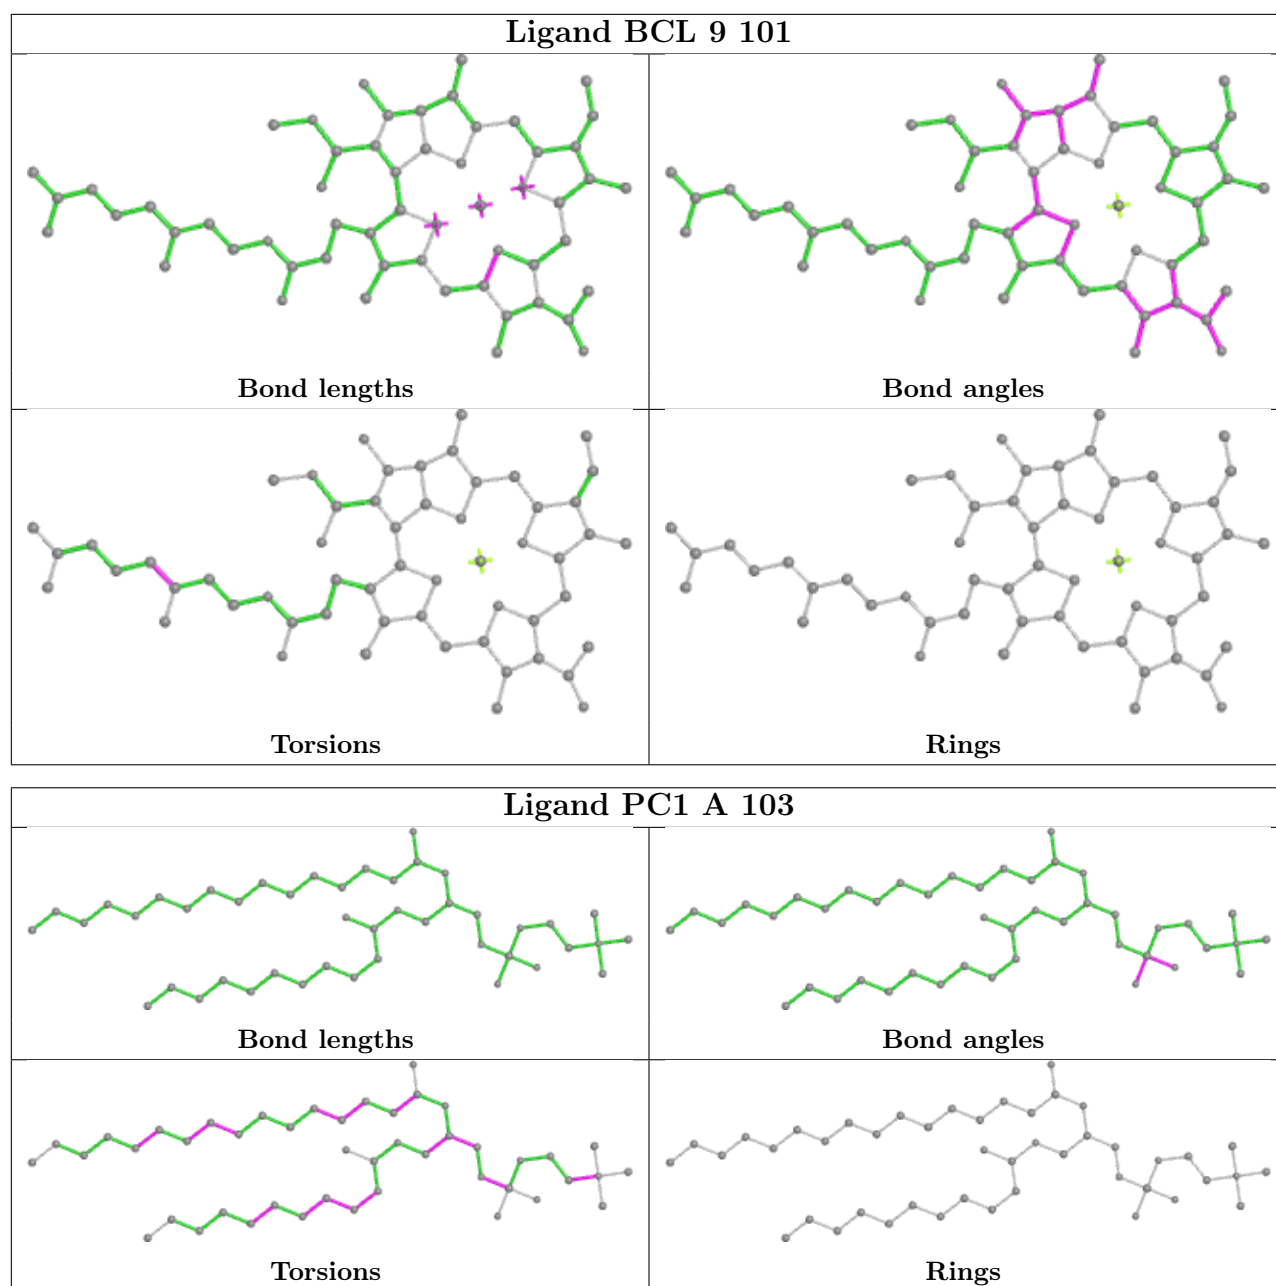 Ligand BCL 9 101
Bond lengths
Bond angles
Torsions
Rings
Ligand PC1 A 103
Bond lengths
Bond angles
Torsions
Rings